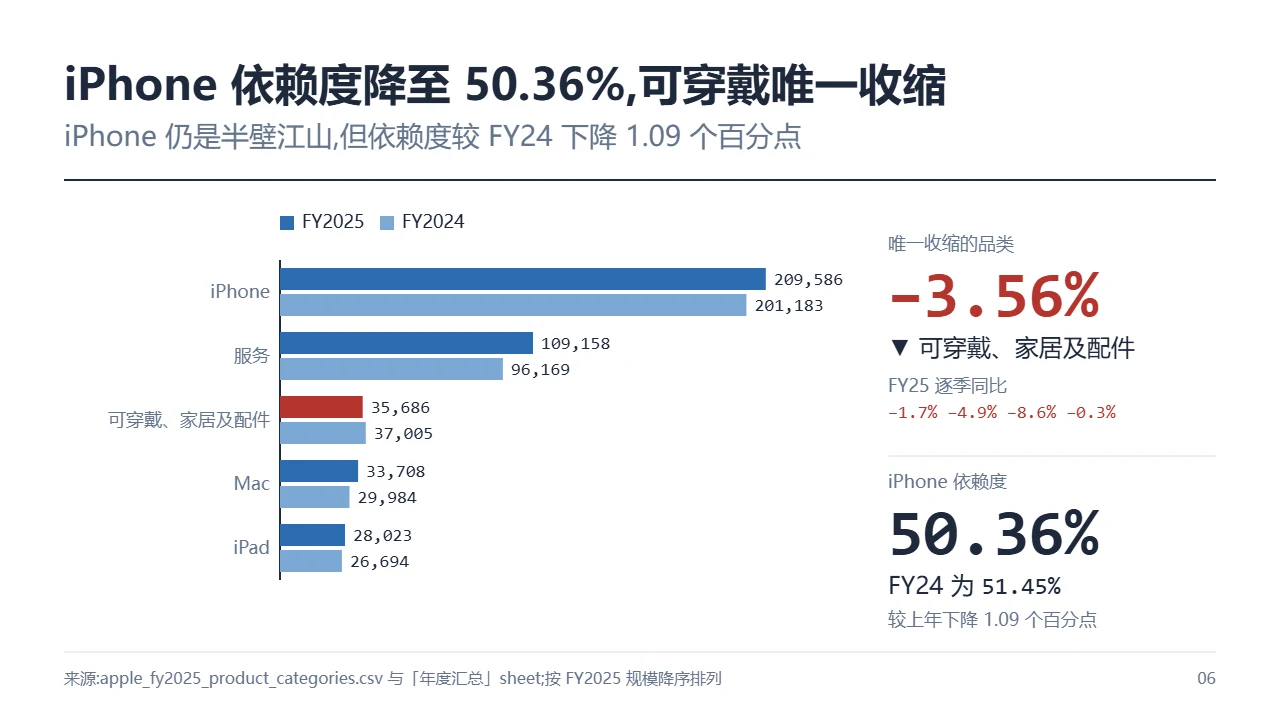 iPhone 依赖度降至 50.36%,可穿戴唯一收缩
iPhone 仍是半壁江山,但依赖度较 FY24 下降 1.09 个百分点
FY2025 FY2024
iPhone
209,586
201,183
服务
109,158
96,169
可穿戴、家居及配件
35,686
37,005
Mac
33,708
29,984
iPad
28,023
26,694
唯一收缩的品类
-3.56%
▼ 可穿戴、家居及配件
FY25 逐季同比
-1.7% -4.9% -8.6% -0.3%
iPhone 依赖度
50.36%
FY24 为 51.45%
较上年下降 1.09 个百分点
来源:apple_fy2025_product_categories.csv 与「年度汇总」sheet;按 FY2025 规模降序排列
06